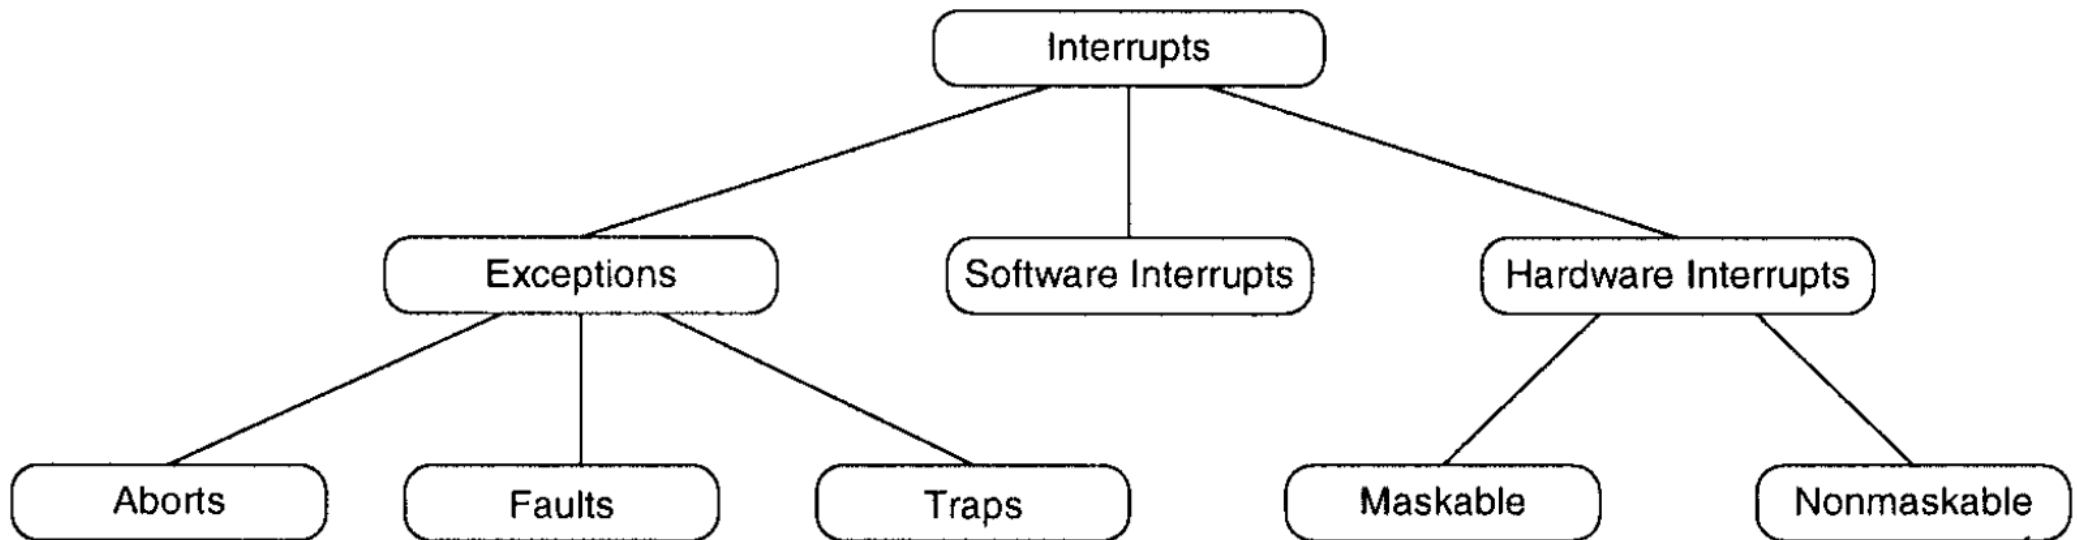 Interrupts
Exceptions
Software Interrupts
Hardware Interrupts
Aborts
Faults
Traps
Maskable
Nonmaskable